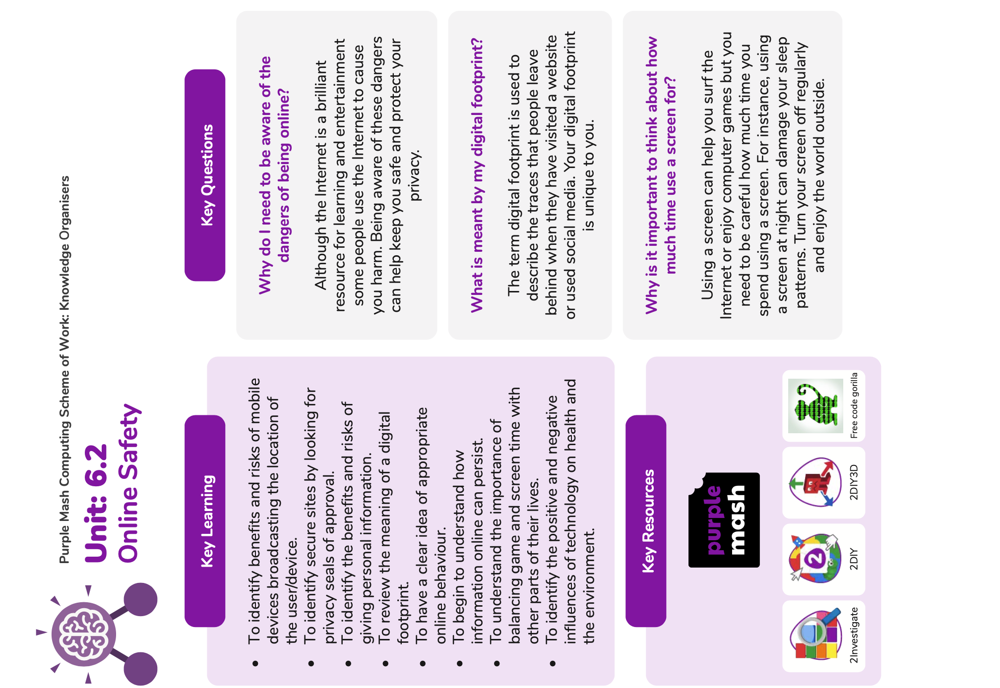 Purple Mash Computing Scheme of Work: Knowledge Organisers
Unit: 6.2
Online Safety
Key Learning
• To identify benefits and risks of mobile
devices broadcasting the location of
the user/device.
• To identify secure sites by looking for
privacy seals of approval.
• To identify the benefits and risks of
giving personal information.
• To review the meaning of a digital
footprint.
• To have a clear idea of appropriate
online behaviour.
• To begin to understand how
information online can persist.
• To understand the importance of
balancing game and screen time with
other parts of their lives.
• To identify the positive and negative
influences of technology on health and
the environment.
Key Resources
purple
mash
2Investigate
2
2DIY
2DIY3D
Free code gorilla
Key Questions
Why do I need to be aware of the
dangers of being online?
Although the Internet is a brilliant
resource for learning and entertainment
some people use the Internet to cause
you harm. Being aware of these dangers
can help keep you safe and protect your
privacy.
What is meant by my digital footprint?
The term digital footprint is used to
describe the traces that people leave
behind when they have visited a website
or used social media. Your digital footprint
is unique to you.
Why is it important to think about how
much time use a screen for?
Using a screen can help you surf the
Internet or enjoy computer games but you
need to be careful how much time you
spend using a screen. For instance, using
a screen at night can damage your sleep
patterns. Turn your screen off regularly
and enjoy the world outside.